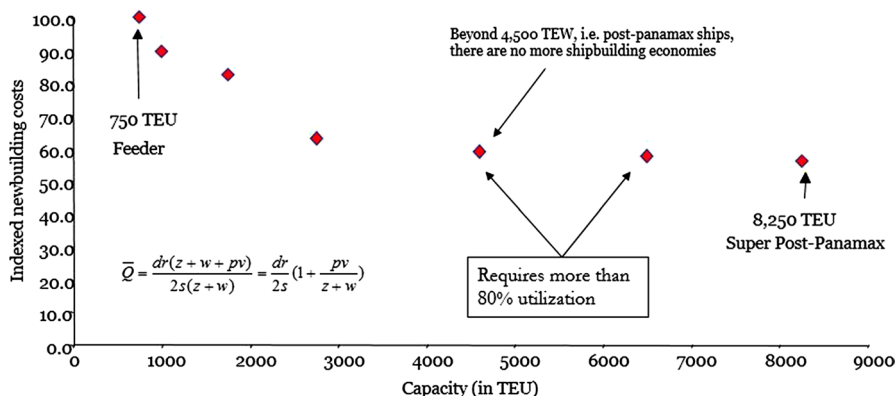 100.0
90.0
80.0
70.0
60.0
50.0
40.0
30.0
20.0
10.0
0.0
Indexed newbuilding costs
Beyond 4,500 TEW, i.e. post-panamax ships,
there are no more shipbuilding economies
750 TEU
Feeder
8,250 TEU
Super Post-Panamax
Requires more than
80% utilization
Q̅ = dr(z + w + pv) / 2s(z + w) = dr / 2s (1 + pv / z + w)
0 1000 2000 3000 4000 5000 6000 7000 8000 9000
Capacity (in TEU)